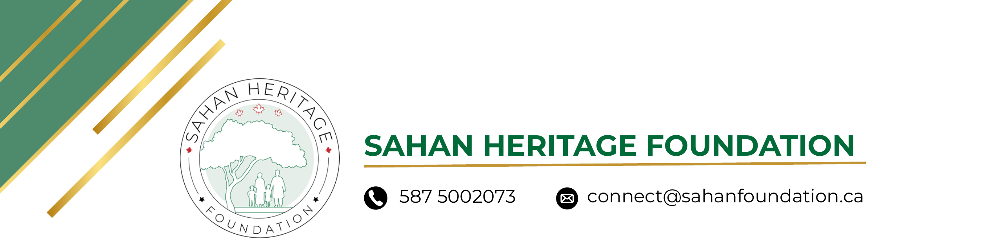 SAHAN HERITAGE
FOUNDATION
SAHAN HERITAGE FOUNDATION
587 5002073
connect@sahanfoundation.ca